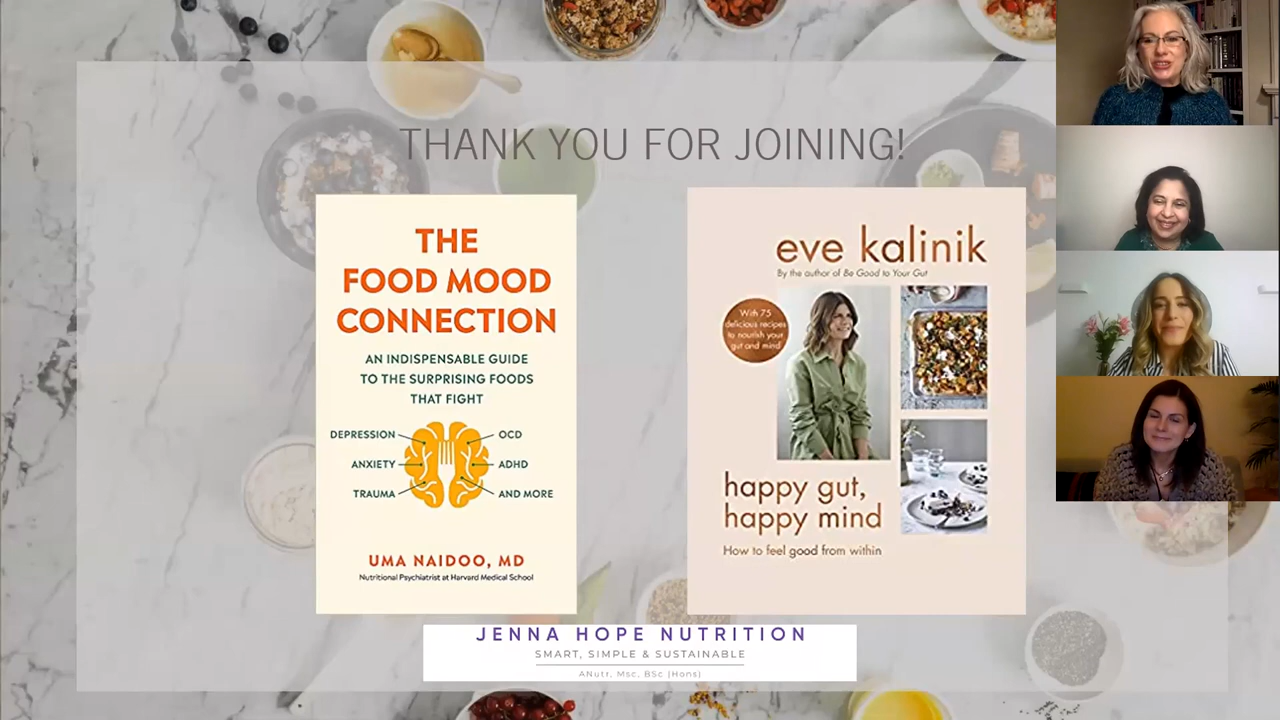 THANK YOU FOR JOINING!
THE
FOOD MOOD
CONNECTION
AN INDISPENSABLE GUIDE
TO THE SURPRISING FOODS
THAT FIGHT
DEPRESSION
OCD
ANXIETY
ADHD
TRAUMA
AND MORE
UMA NAIDOO, MD
Nutritional Psychiatrist at Harvard Medical School
eve kalinik
By the author of Be Good to Your Gut
With 75
delicious recipes
to nourish your
gut and mind
happy gut,
happy mind
How to feel good from within
JENNA HOPE NUTRITION
SMART, SIMPLE & SUSTAINABLE
ANutr, Msc, BSc (Hons)